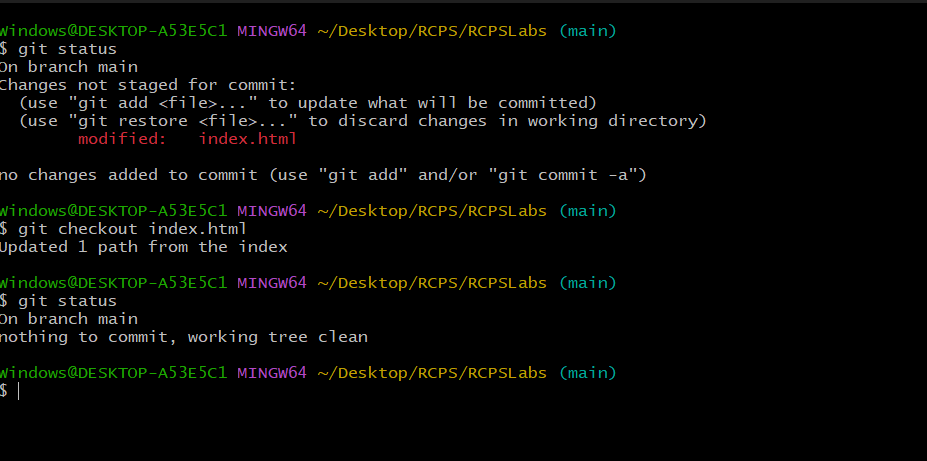 Windows@DESKTOP-A53E5C1 MINGW64 ~/Desktop/RCPS/RCPSLabs (main)
$ git status
On branch main
Changes not staged for commit:
  (use "git add <file>..." to update what will be committed)
  (use "git restore <file>..." to discard changes in working directory)
        modified:   index.html

no changes added to commit (use "git add" and/or "git commit -a")

Windows@DESKTOP-A53E5C1 MINGW64 ~/Desktop/RCPS/RCPSLabs (main)
$ git checkout index.html
Updated 1 path from the index

Windows@DESKTOP-A53E5C1 MINGW64 ~/Desktop/RCPS/RCPSLabs (main)
$ git status
On branch main
nothing to commit, working tree clean

Windows@DESKTOP-A53E5C1 MINGW64 ~/Desktop/RCPS/RCPSLabs (main)
$